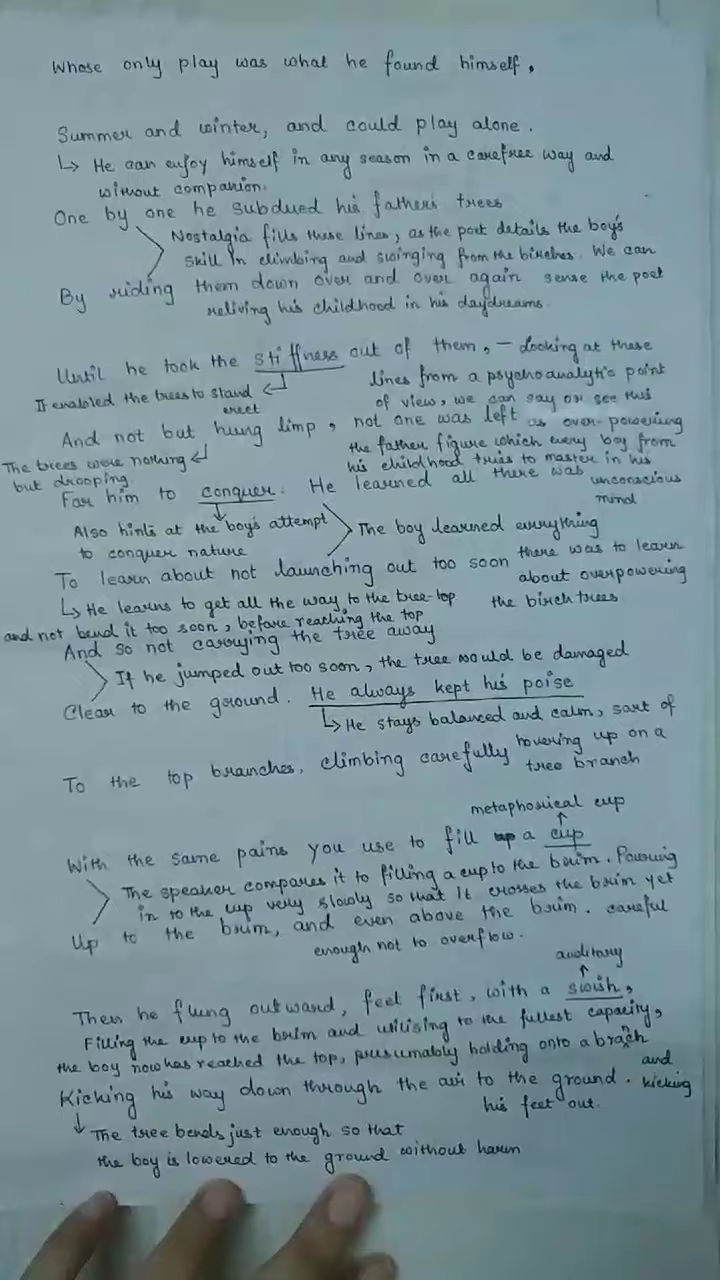 Whose only play was what he found himself,
Summer and winter, and could play alone.
↳ He can enjoy himself in any season in a carefree way and
without companion.
One by one he subdued his father's trees
Nostalgia fills these lines, as the poet details the boy's
skill in climbing and swinging from the birches. We can
By riding them down over and over again
sense the poet
reliving his childhood in his daydreams.
Until he took the stiffness out of them, – Looking at these
lines from a psychoanalytic point
of view, we can say or see this
as over-powering
the father figure which every boy from
his childhood tries to master in his
unconscious
mind
It enabled the trees to stand
erect
And not but hung limp, not one was left
The trees were nothing
but drooping
For him to conquer. He learned all there was
Also hints at the boy's attempt
to conquer nature
The boy learned everything
there was to learn
about overpowering
the birch trees
To learn about not launching out too soon
↳ He learns to get all the way to the tree-top
and not bend it too soon, before reaching the top
And so not carrying the tree away
If he jumped out too soon, the tree would be damaged
Clear to the ground. He always kept his poise
↳ He stays balanced and calm, sort of
hovering up on a
tree branch
To the top branches, climbing carefully
metaphorical cup
With the same pains you use to fill a cup
The speaker compares it to filling a cup to the brim. Pouring
in to the cup very slowly so that it crosses the brim yet
careful
enough not to overflow.
Up to the brim, and even above the brim.
auditory
Then he flung outward, feet first, with a swish,
Filling the cup to the brim and utilising to the fullest capacity,
the boy now has reached the top, presumably holding onto a branch
and
kicking
his feet out.
Kicking his way down through the air to the ground.
↓ The tree bends just enough so that
the boy is lowered to the ground without harm